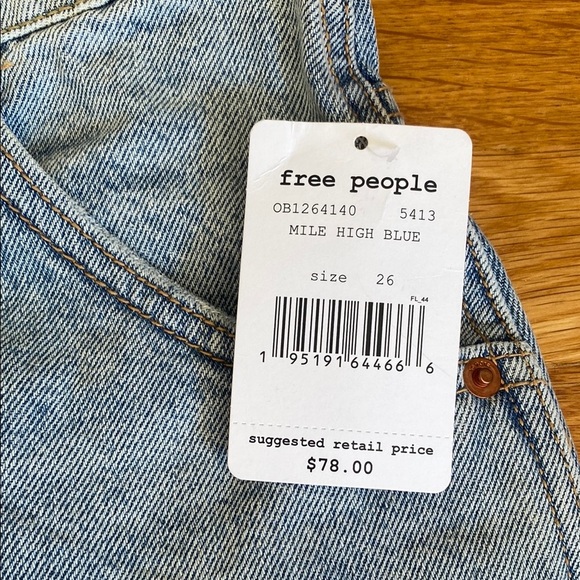 free people
OB1264140 5413
MILE HIGH BLUE
size 26
FL_44
1 95191 64466 6
suggested retail price
$78.00